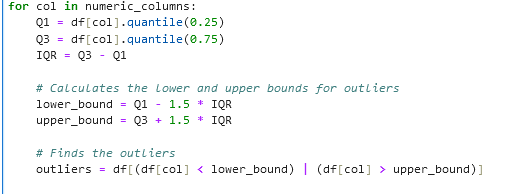 for col in numeric_columns:
    Q1 = df[col].quantile(0.25)
    Q3 = df[col].quantile(0.75)
    IQR = Q3 - Q1

    # Calculates the lower and upper bounds for outliers
    lower_bound = Q1 - 1.5 * IQR
    upper_bound = Q3 + 1.5 * IQR

    # Finds the outliers
    outliers = df[(df[col] < lower_bound) | (df[col] > upper_bound)]